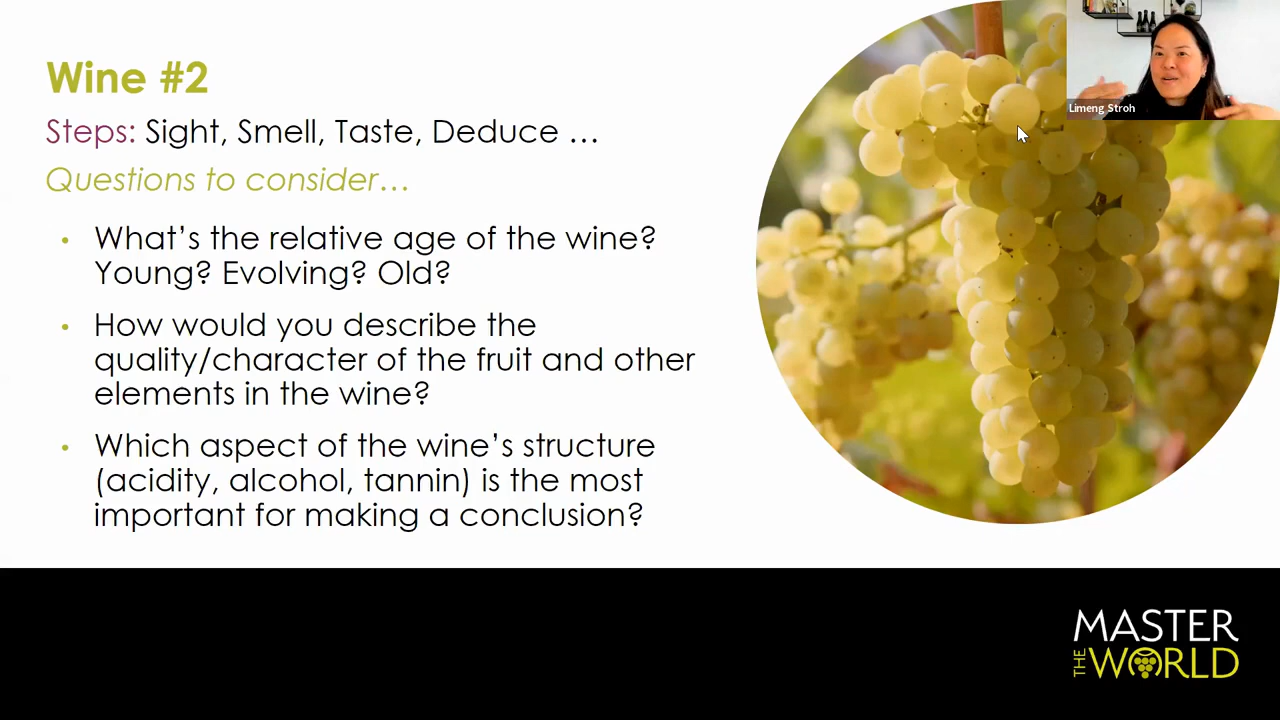 Wine #2
Steps: Sight, Smell, Taste, Deduce …
Questions to consider…
• What’s the relative age of the wine?
Young? Evolving? Old?
• How would you describe the
quality/character of the fruit and other
elements in the wine?
• Which aspect of the wine’s structure
(acidity, alcohol, tannin) is the most
important for making a conclusion?
Limeng Stroh
MASTER
THE WORLD